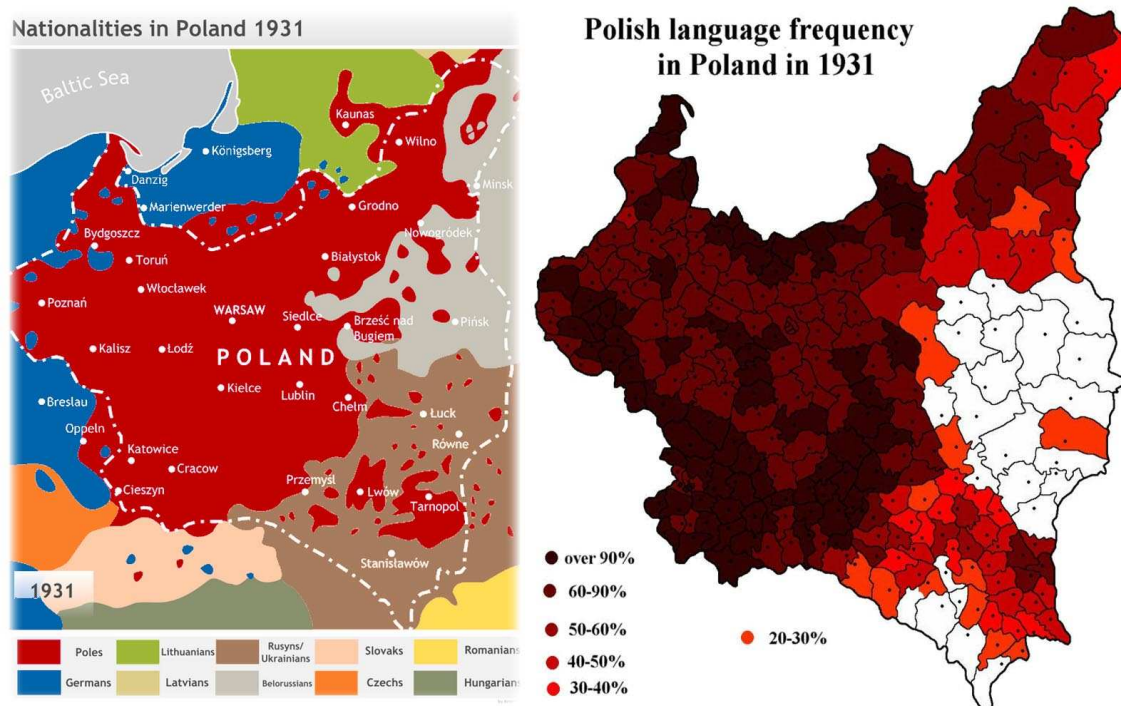 Nationalities in Poland 1931
Baltic Sea
Kaunas
Wilno
Königsberg
Danzig
Minsk
Marienwerder
Grodno
Bydgoszcz
Nowogródek
Toruń
Białystok
Włocławek
Poznań
WARSAW
Siedlce
Brześć nad
Bugiem
Pińsk
Kalisz
Łódź
POLAND
Kielce
Lublin
Breslau
Chełm
Łuck
Oppeln
Równe
Katowice
Cracow
Przemyśl
Lwów
Cieszyn
Tarnopol
Stanisławów
1931
Poles
Lithuanians
Rusyns/
Ukrainians
Slovaks
Romanians
Germans
Latvians
Belorussians
Czechs
Hungarians
Polish language frequency
in Poland in 1931
over 90%
60-90%
50-60%
40-50%
30-40%
20-30%